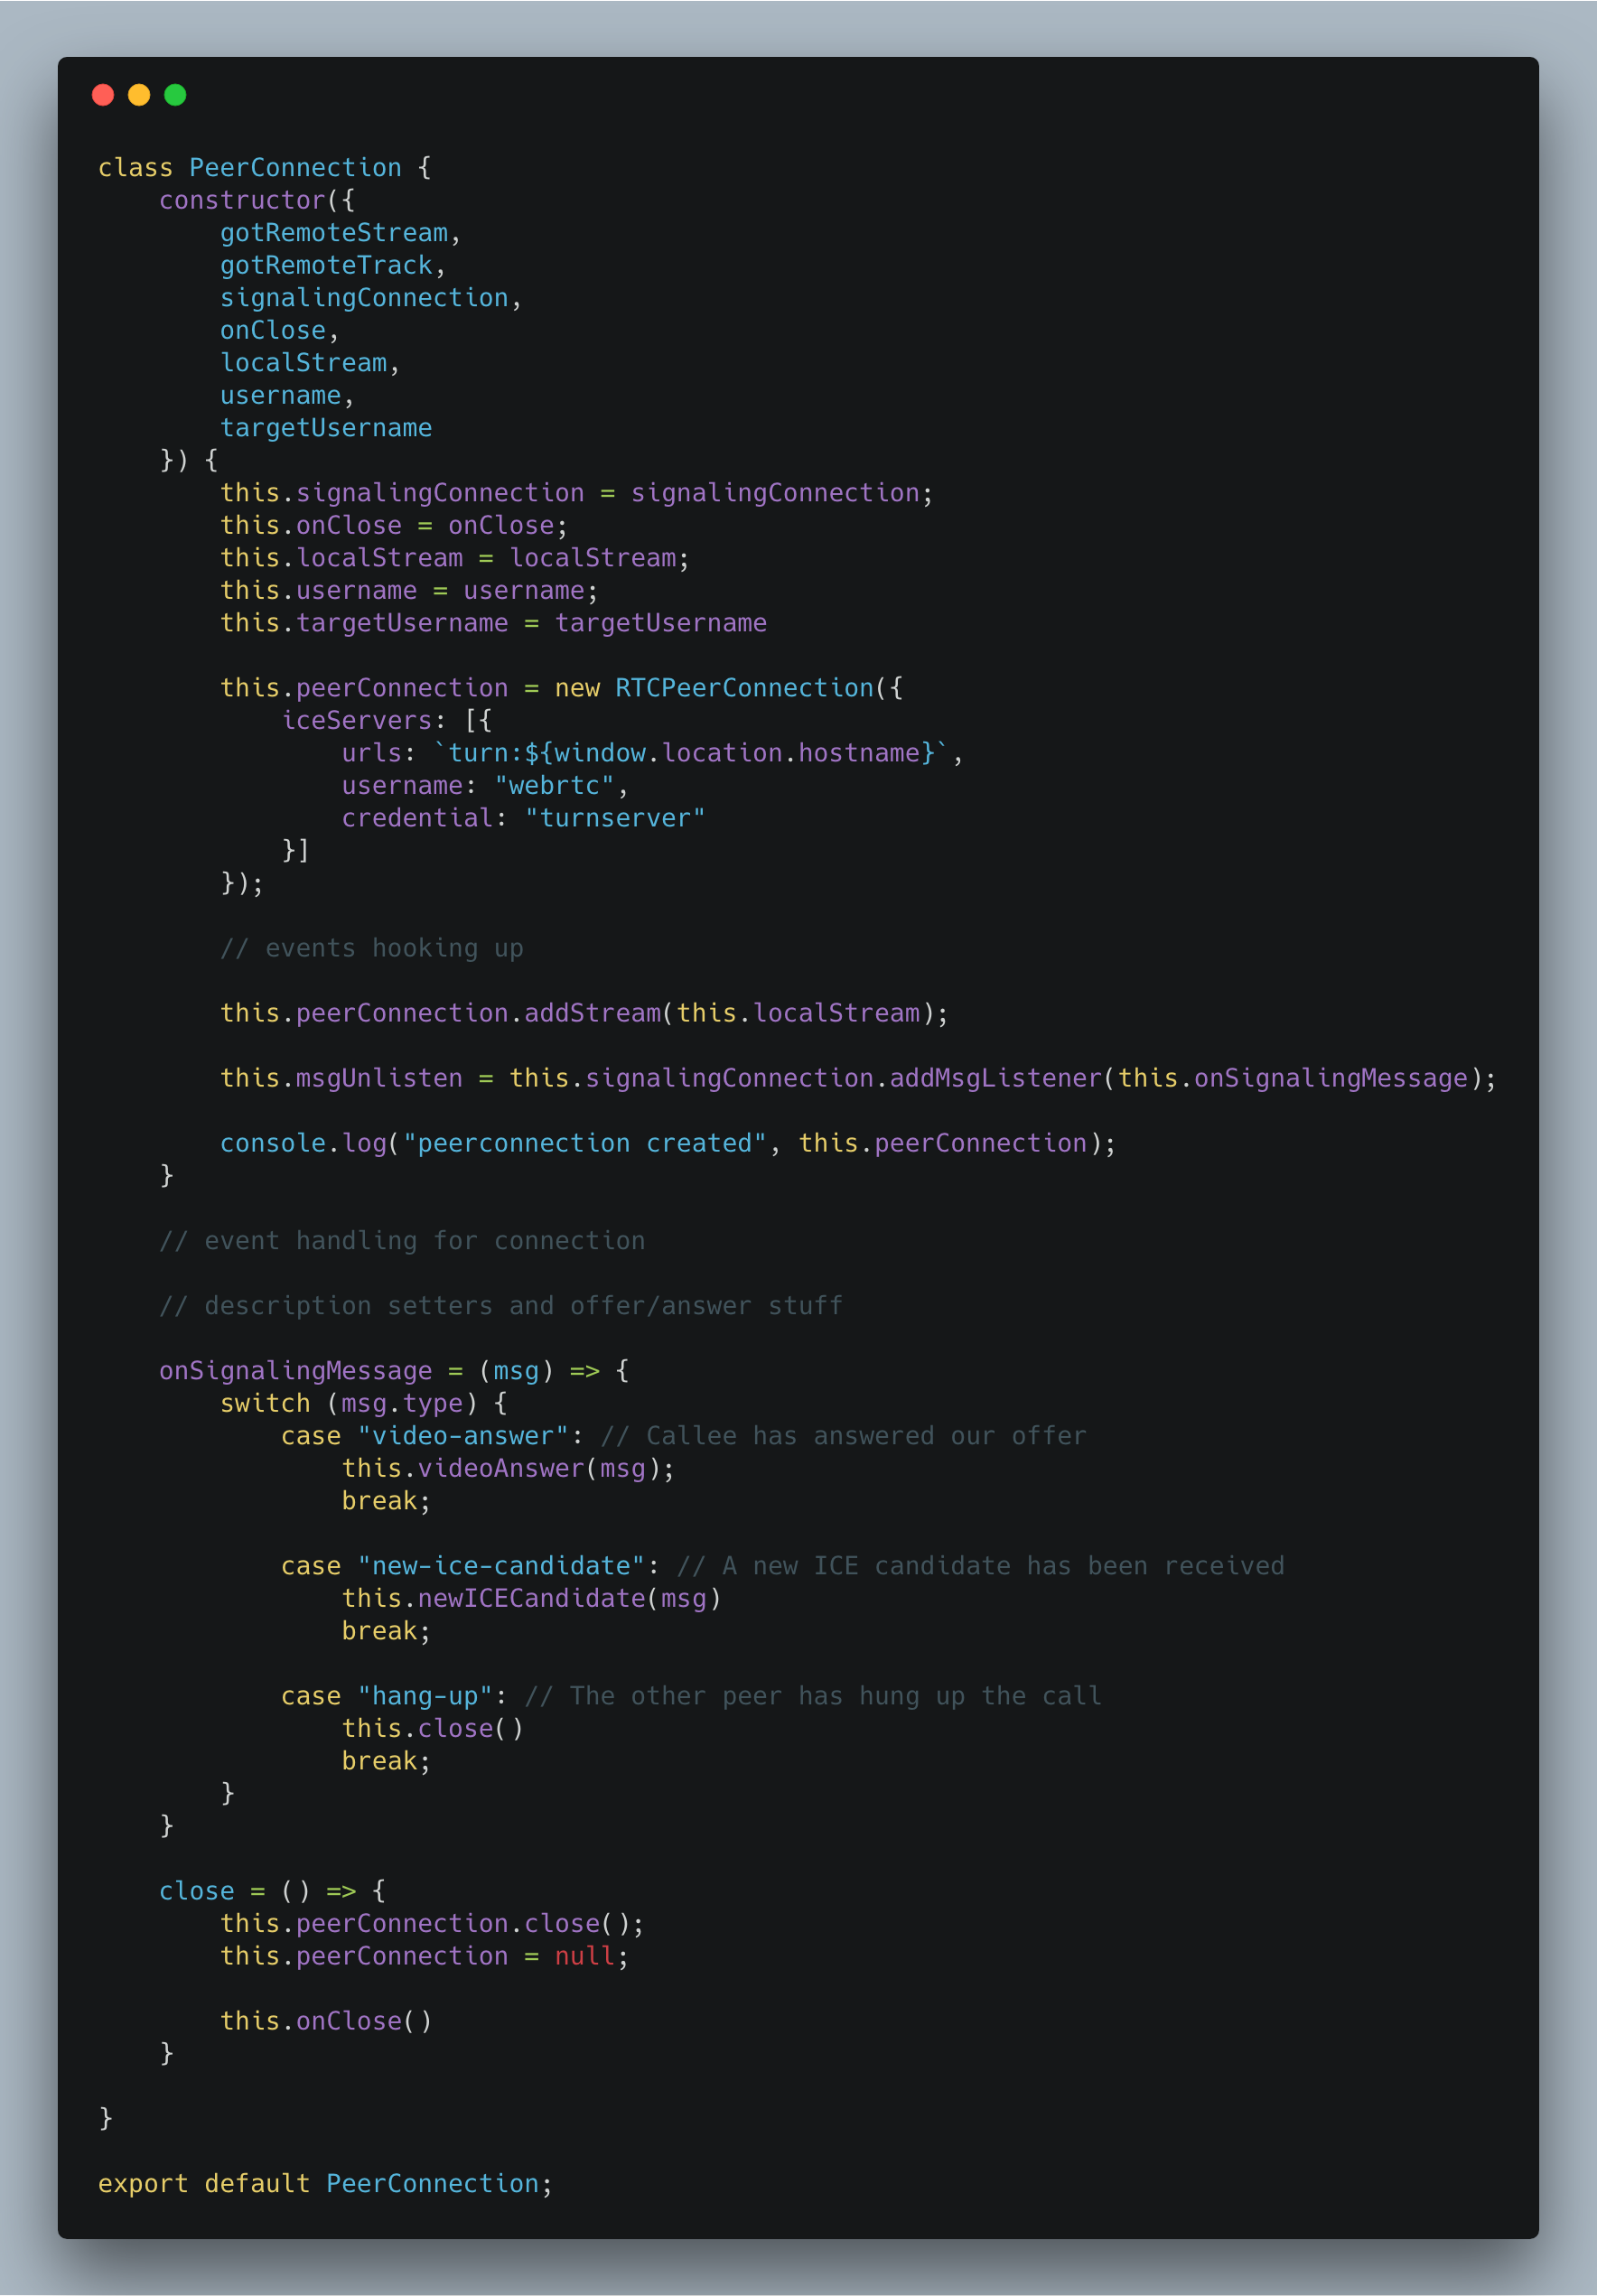 class PeerConnection {
    constructor({
        gotRemoteStream,
        gotRemoteTrack,
        signalingConnection,
        onClose,
        localStream,
        username,
        targetUsername
    }) {
        this.signalingConnection = signalingConnection;
        this.onClose = onClose;
        this.localStream = localStream;
        this.username = username;
        this.targetUsername = targetUsername

        this.peerConnection = new RTCPeerConnection({
            iceServers: [{
                urls: `turn:${window.location.hostname}`,
                username: "webrtc",
                credential: "turnserver"
            }]
        });

        // events hooking up

        this.peerConnection.addStream(this.localStream);

        this.msgUnlisten = this.signalingConnection.addMsgListener(this.onSignalingMessage);

        console.log("peerconnection created", this.peerConnection);
    }

    // event handling for connection

    // description setters and offer/answer stuff

    onSignalingMessage = (msg) => {
        switch (msg.type) {
            case "video-answer": // Callee has answered our offer
                this.videoAnswer(msg);
                break;

            case "new-ice-candidate": // A new ICE candidate has been received
                this.newICECandidate(msg)
                break;

            case "hang-up": // The other peer has hung up the call
                this.close()
                break;
        }
    }

    close = () => {
        this.peerConnection.close();
        this.peerConnection = null;

        this.onClose()
    }

}

export default PeerConnection;